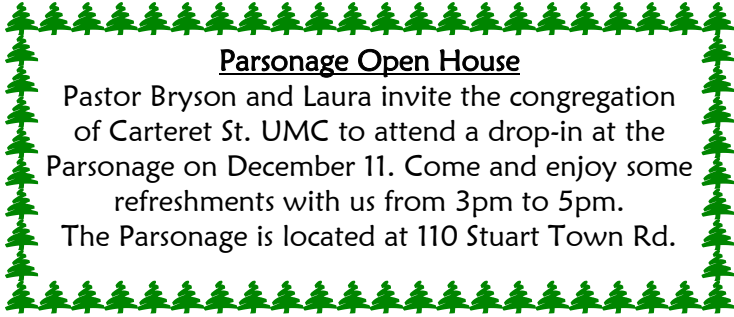 Parsonage Open House
Pastor Bryson and Laura invite the congregation
of Carteret St. UMC to attend a drop-in at the
Parsonage on December 11. Come and enjoy some
refreshments with us from 3pm to 5pm.
The Parsonage is located at 110 Stuart Town Rd.